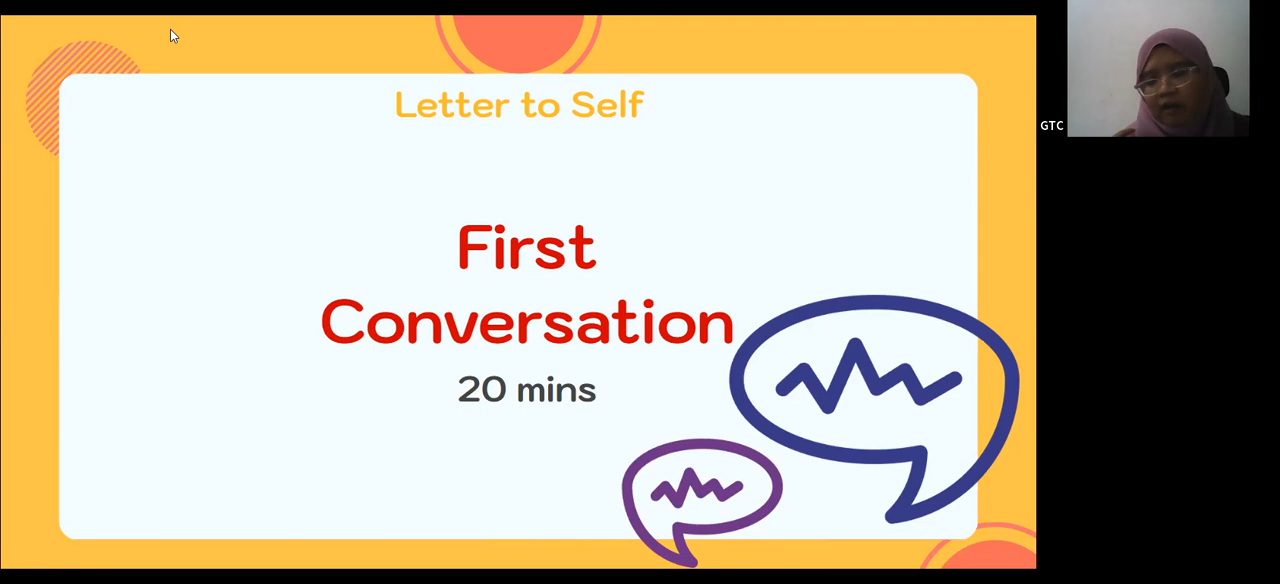 Letter to Self
First
Conversation
20 mins
GTC